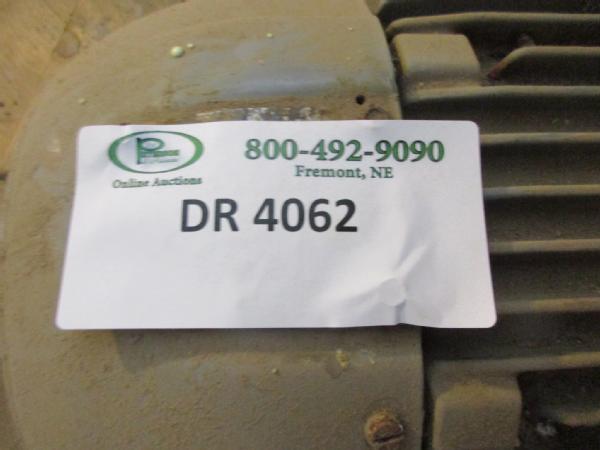 800-492-9090
Fremont, NE
Online Auctions
DR 4062